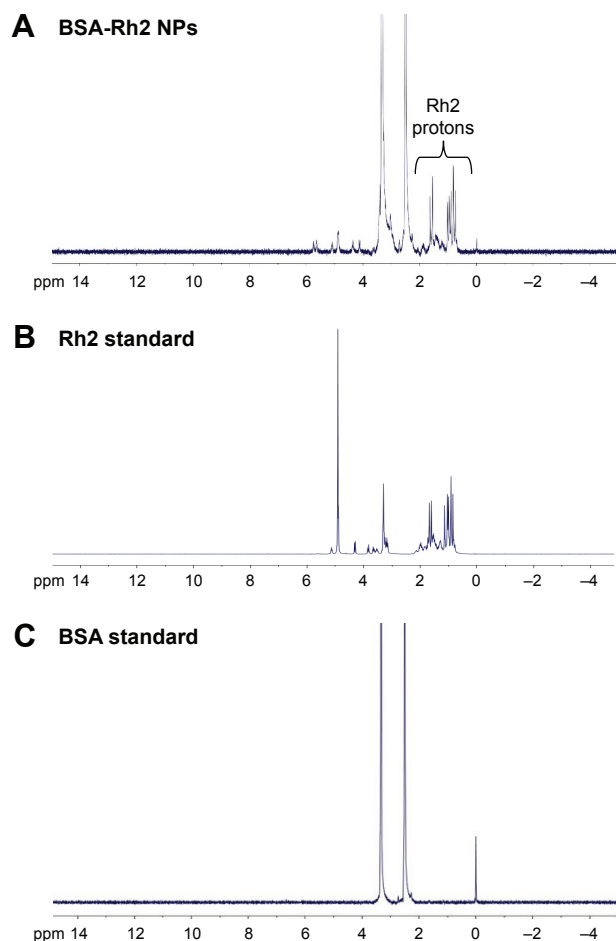 A BSA-Rh2 NPs
Rh2
protons
ppm 14 12 10 8 6 4 2 0 –2 –4
B Rh2 standard
ppm 14 12 10 8 6 4 2 0 –2 –4
C BSA standard
ppm 14 12 10 8 6 4 2 0 –2 –4